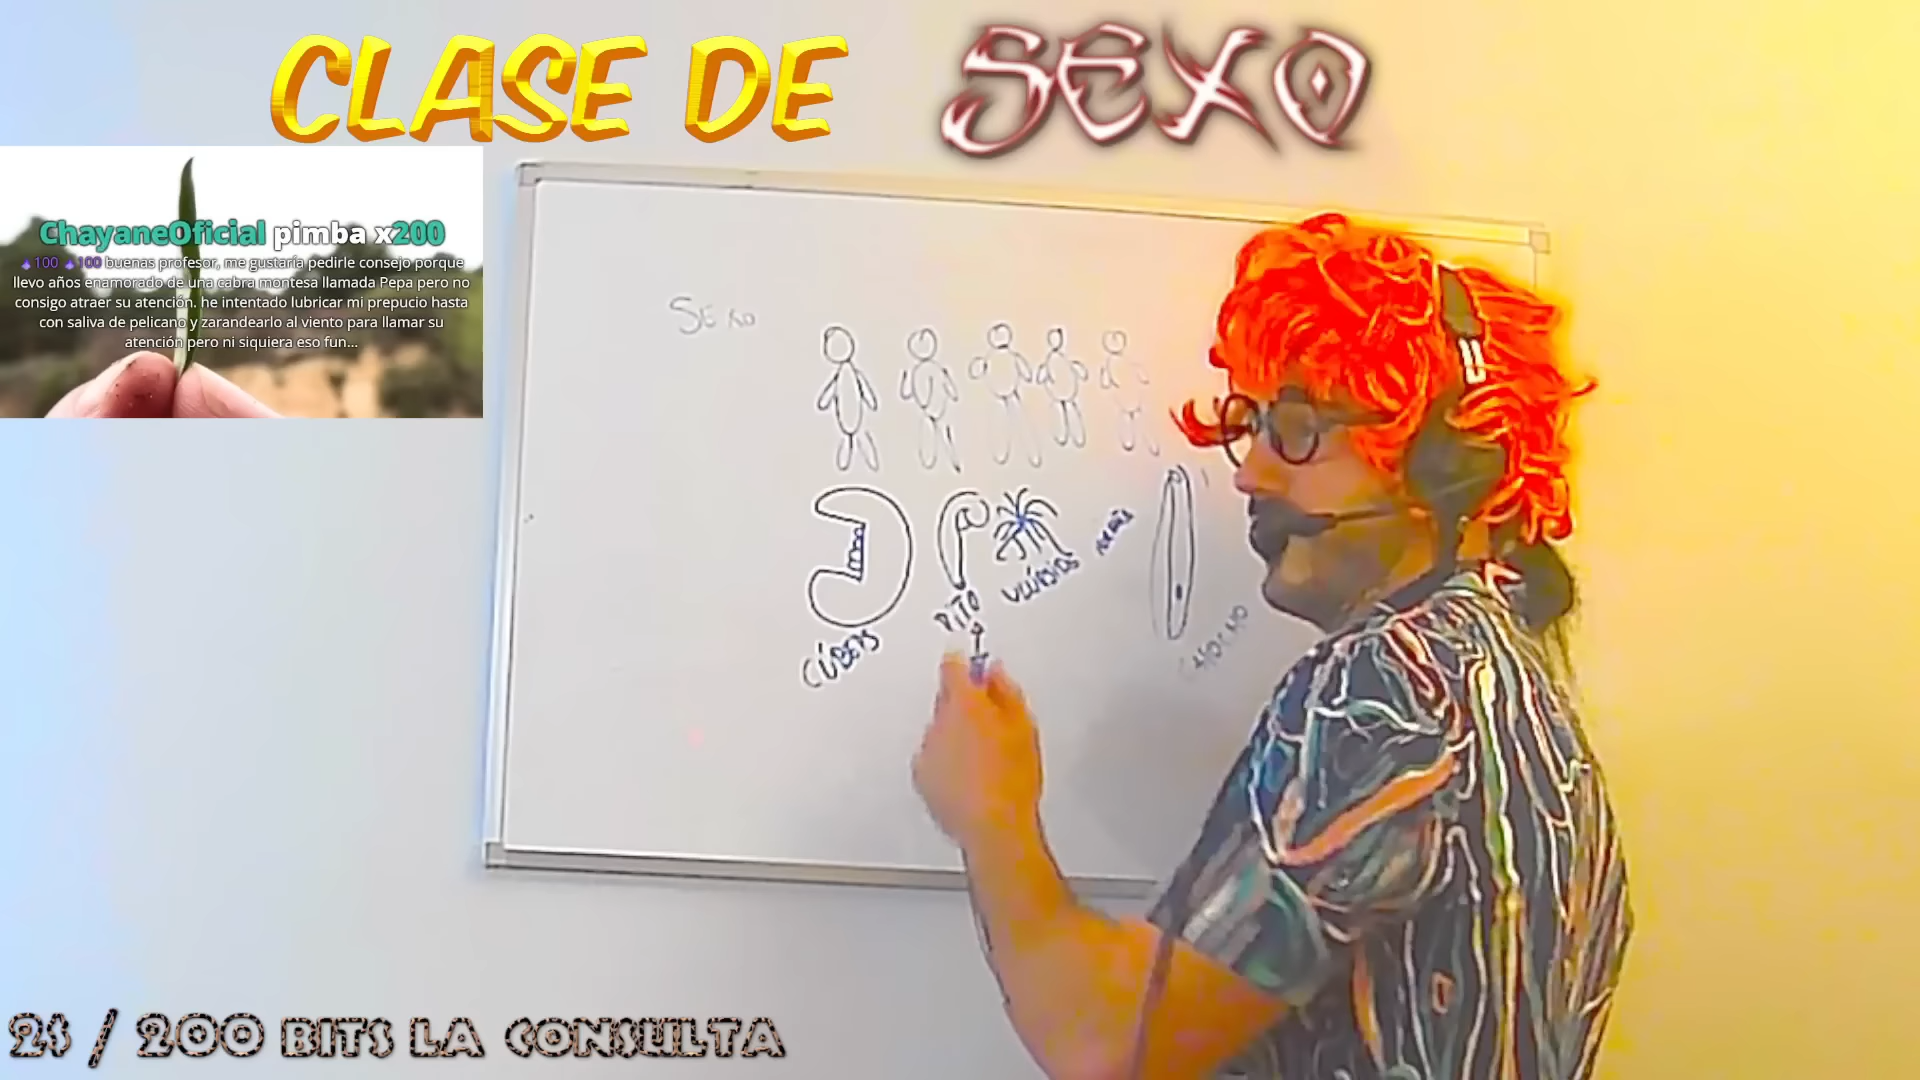 CLASE DE SEXO
ChayaneOficial pimba x200
100 100 buenas profesor, me gustaría pedirle consejo porque
llevo años enamorado de una cabra montesa llamada Pepa pero no
consigo atraer su atención. he intentado lubricar mi prepucio hasta
con saliva de pelicano y zarandearlo al viento para llamar su
atención pero ni siquiera eso fun...
SEXO
PITO
2$ / 200 BITS LA CONSULTA